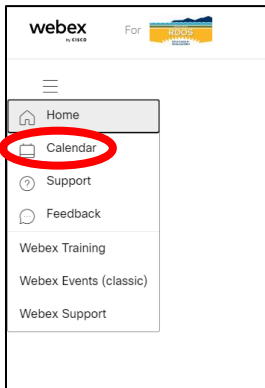 webex For RDOS
by CISCO
Home
Calendar
Support
Feedback
Webex Training
Webex Events (classic)
Webex Support